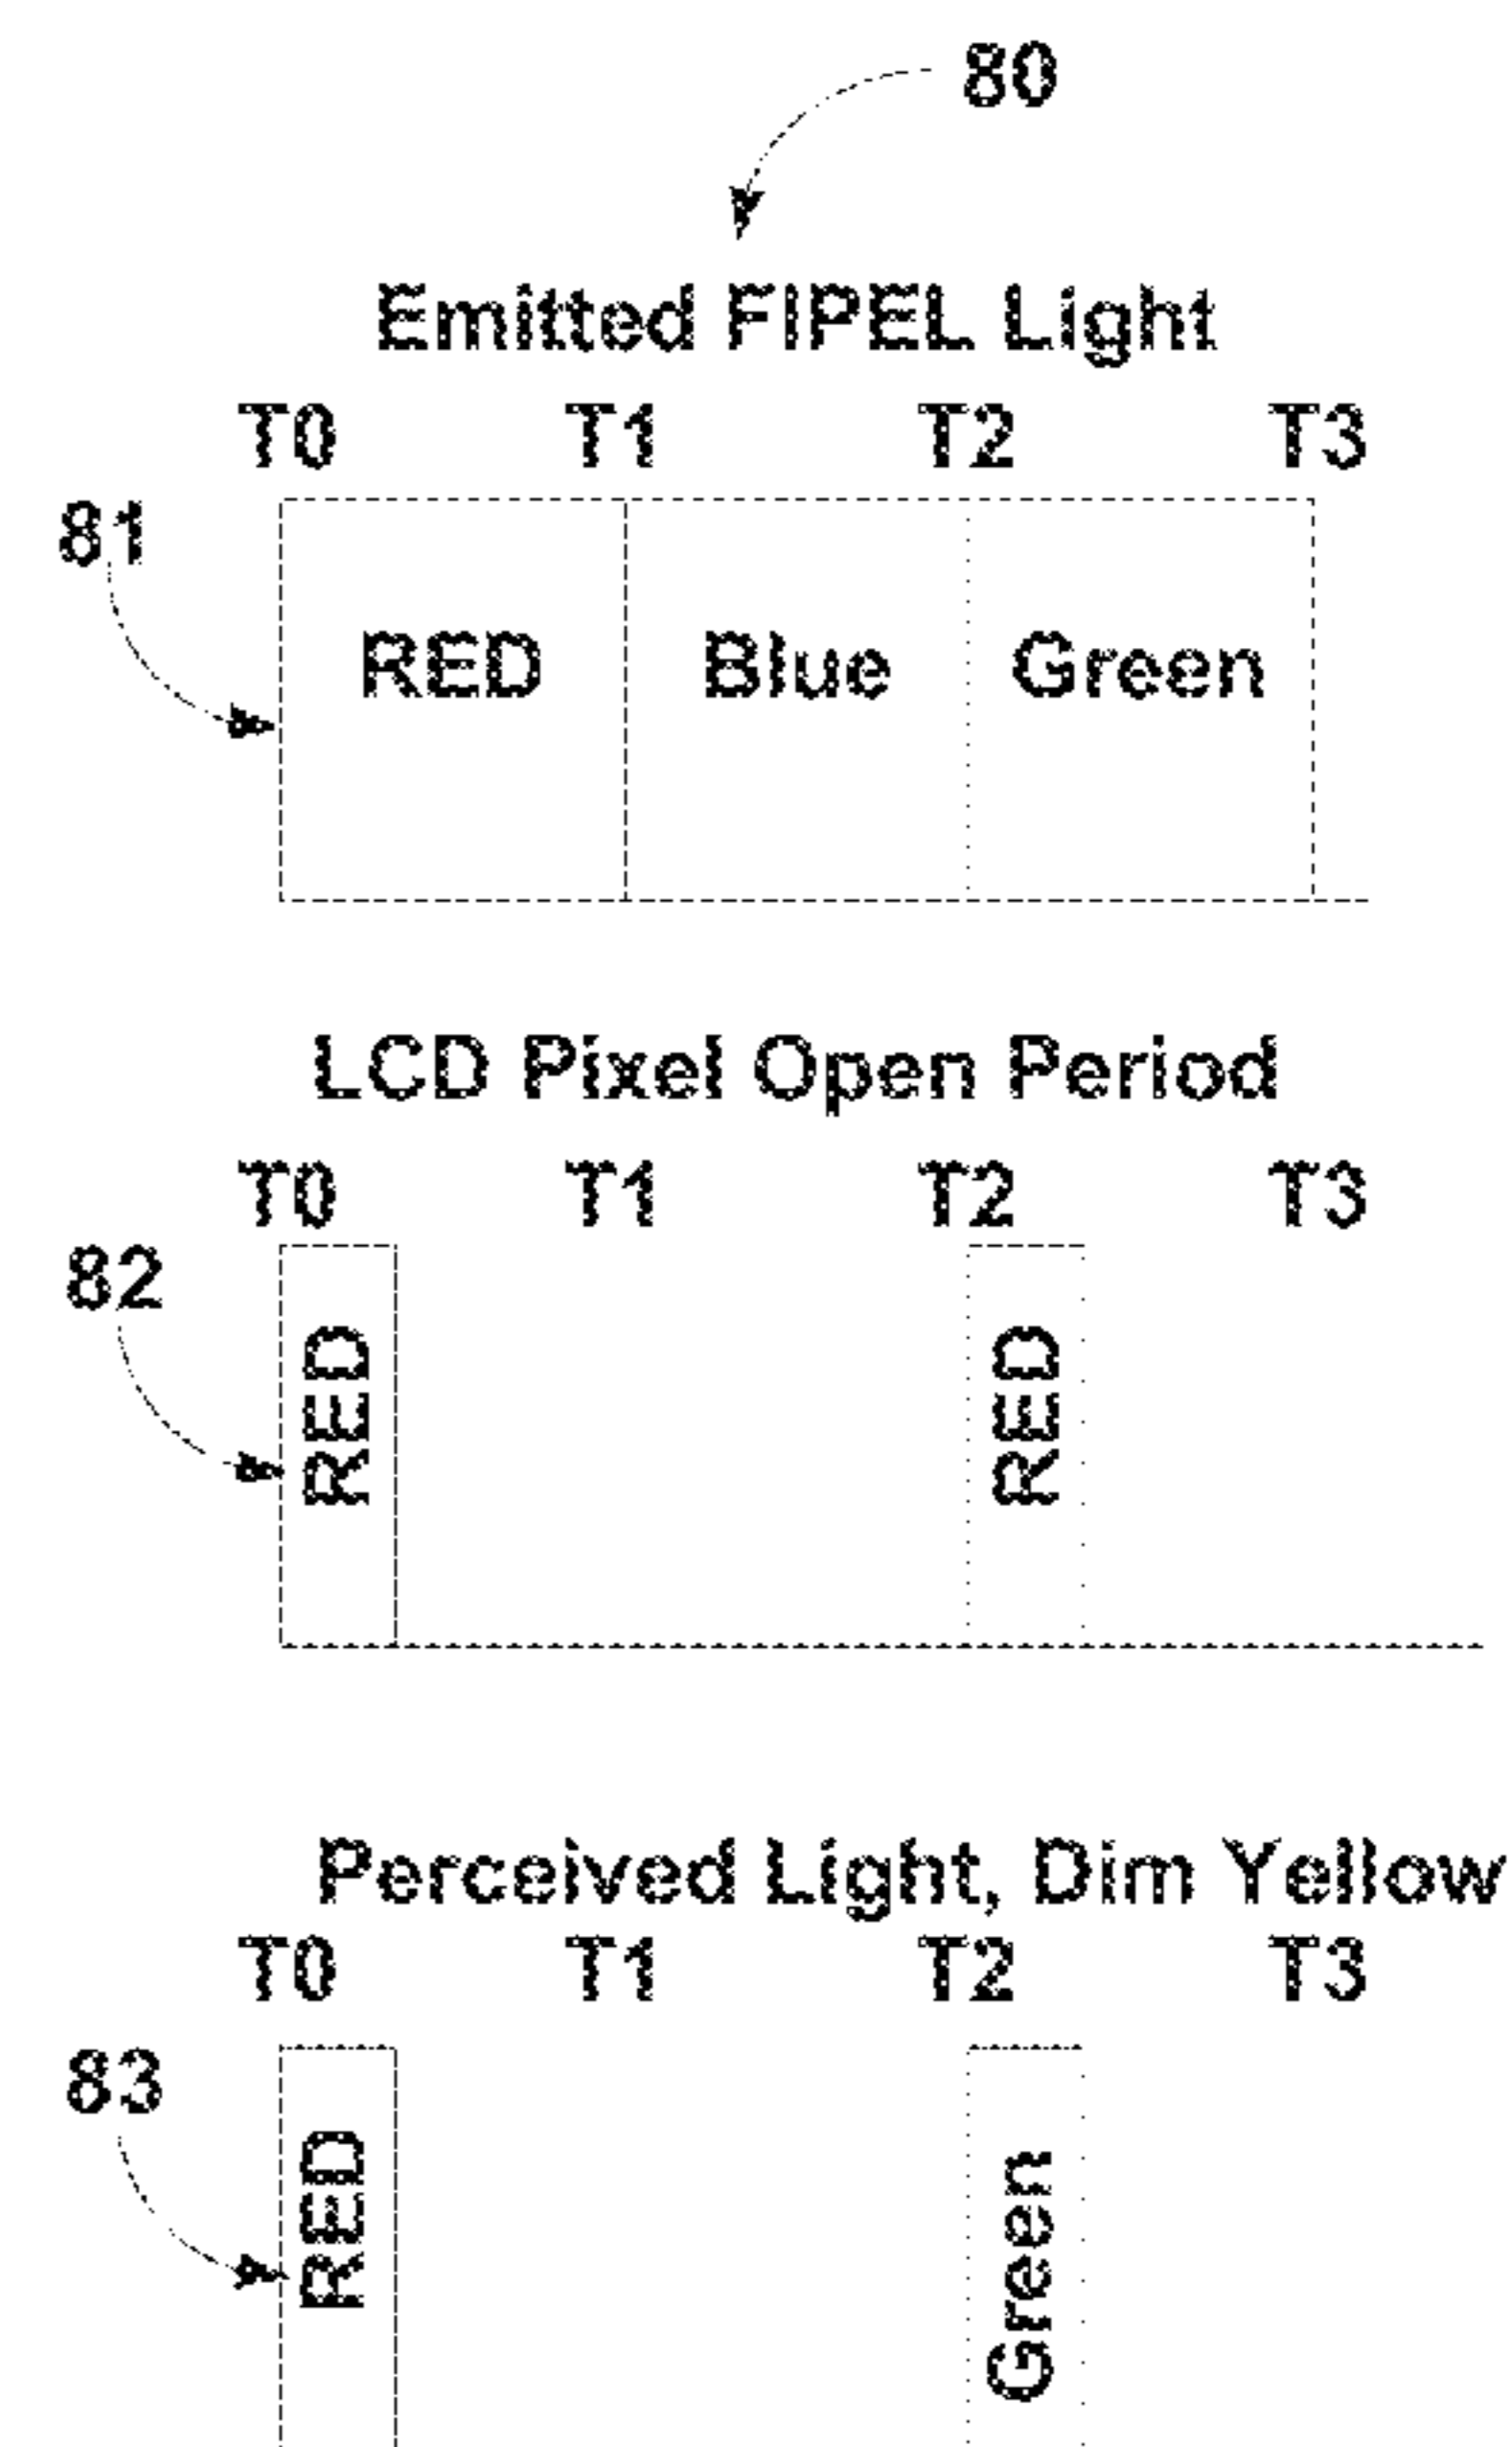 80
Emitted FIPEL Light
T0 T1 T2 T3
81
RED Blue Green
LCD Pixel Open Period
T0 T1 T2 T3
82
RED RED
Perceived Light, Dim Yellow
T0 T1 T2 T3
83
RED Green